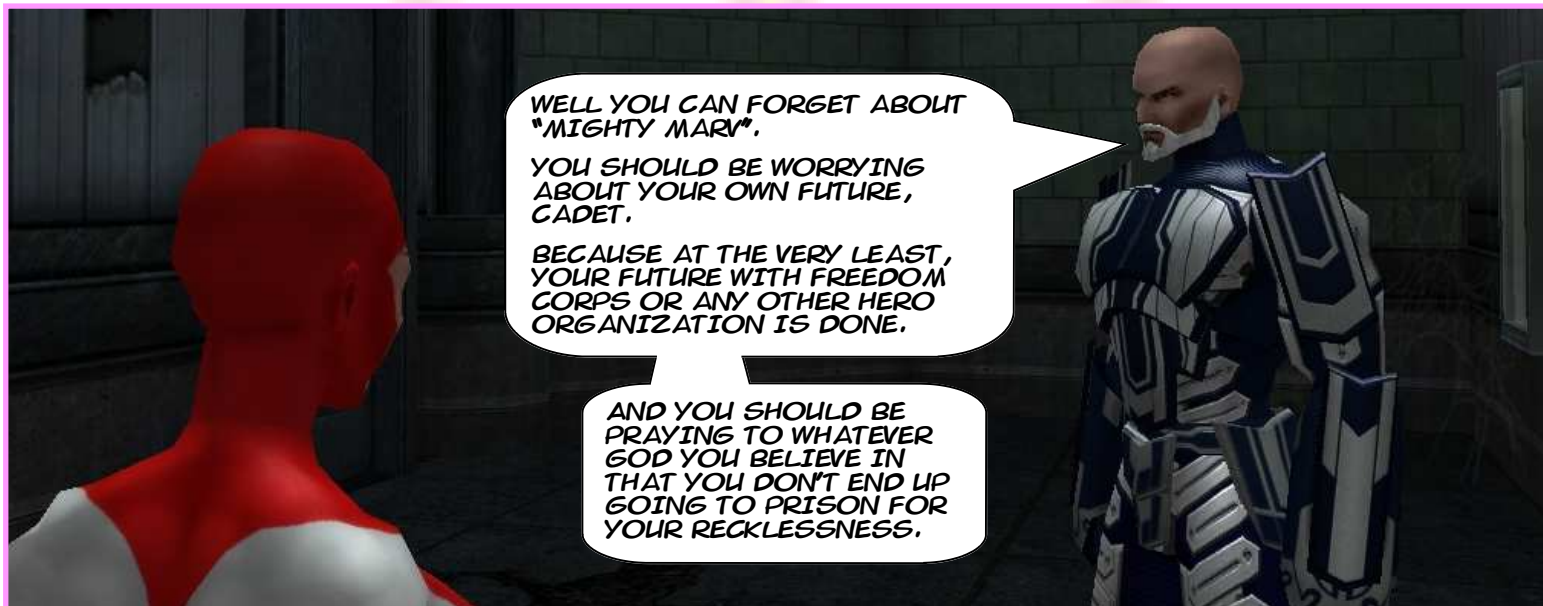 WELL YOU CAN FORGET ABOUT
"MIGHTY MARV".
YOU SHOULD BE WORRYING
ABOUT YOUR OWN FUTURE,
CADET.
BECAUSE AT THE VERY LEAST,
YOUR FUTURE WITH FREEDOM
CORPS OR ANY OTHER HERO
ORGANIZATION IS DONE.
AND YOU SHOULD BE
PRAYING TO WHATEVER
GOD YOU BELIEVE IN
THAT YOU DON'T END UP
GOING TO PRISON FOR
YOUR RECKLESSNESS.